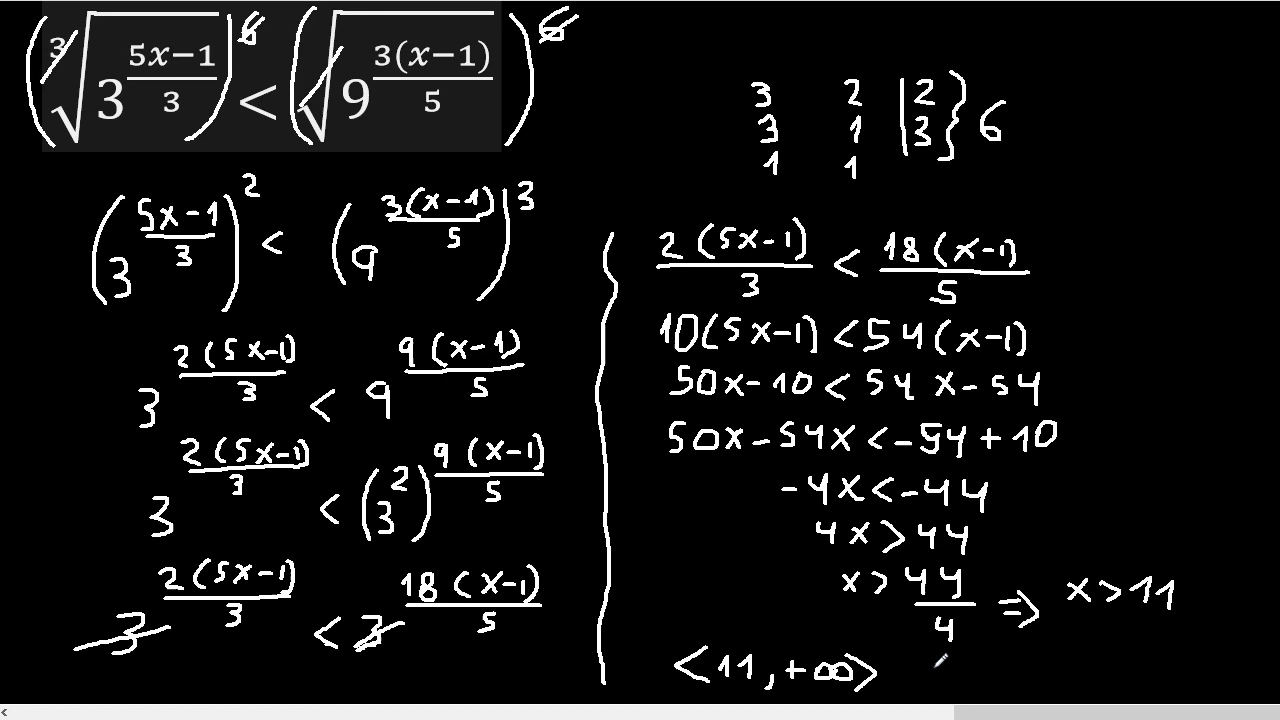 (∛(3^((5x−1)/3)))^6 < (√(9^(3(x−1)/5)))^6
(3^((5x-1)/3))^2 < (9^(3(x-1)/5))^3
3^(2(5x-1)/3) < 9^(9(x-1)/5)
3^(2(5x-1)/3) < (3^2)^(9(x-1)/5)
3^(2(5x-1)/3) < 3^(18(x-1)/5)
3 2 | 2 } 6
3 1 | 3
1 1
2(5x-1)/3 < 18(x-1)/5
10(5x-1) < 54(x-1)
50x-10 < 54x-54
50x-54x < -54+10
-4x < -44
4x > 44
x > 44/4 ⇒ x > 11
<11, +∞>